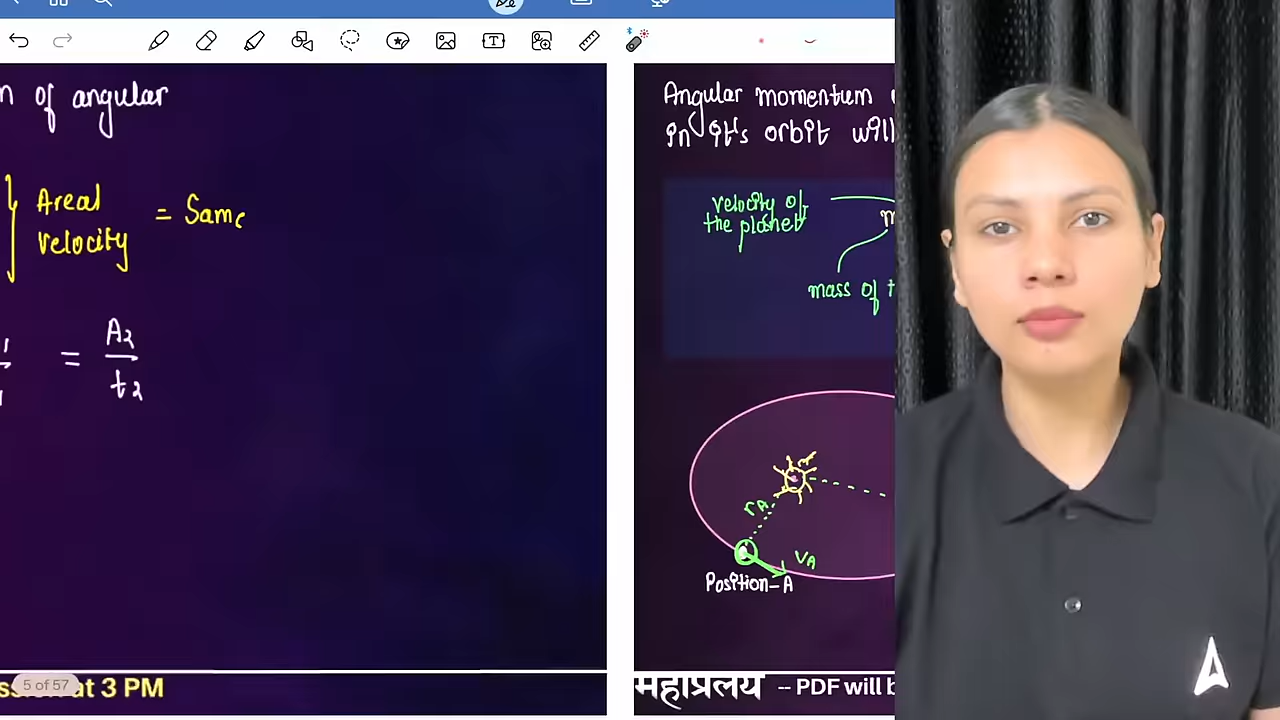 of angular
Areal
velocity
= Same
= A2
t2
5 of 57
at 3 PM
Angular momentum
in it's orbit will
velocity of
the planet
m
mass of
rA
VA
Position-A
महाप्रलय -- PDF will b